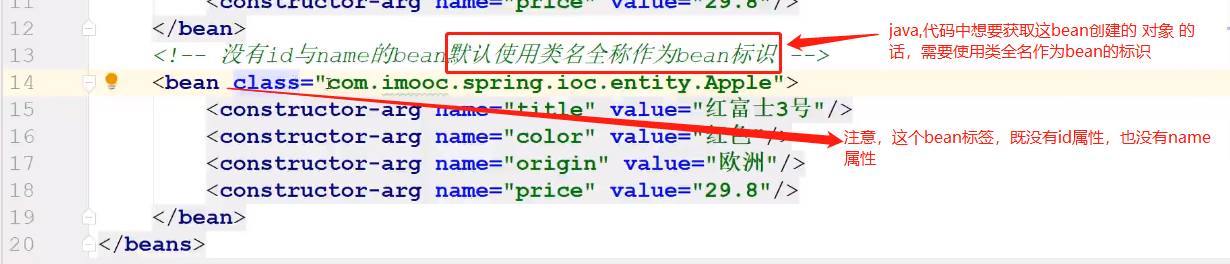 11 <constructor-arg name="price" value="29.8"/>
12 </bean>
13 <!-- 没有id与name的bean默认使用类名全称作为bean标识 -->
14 <bean class="com.imooc.spring.ioc.entity.Apple">
15 <constructor-arg name="title" value="红富士3号"/>
16 <constructor-arg name="color" value="红色"/>
17 <constructor-arg name="origin" value="欧洲"/>
18 <constructor-arg name="price" value="29.8"/>
19 </bean>
20 </beans>
java,代码中想要获取这bean创建的 对象 的
话，需要使用类全名作为bean的标识
注意，这个bean标签，既没有id属性，也没有name
属性